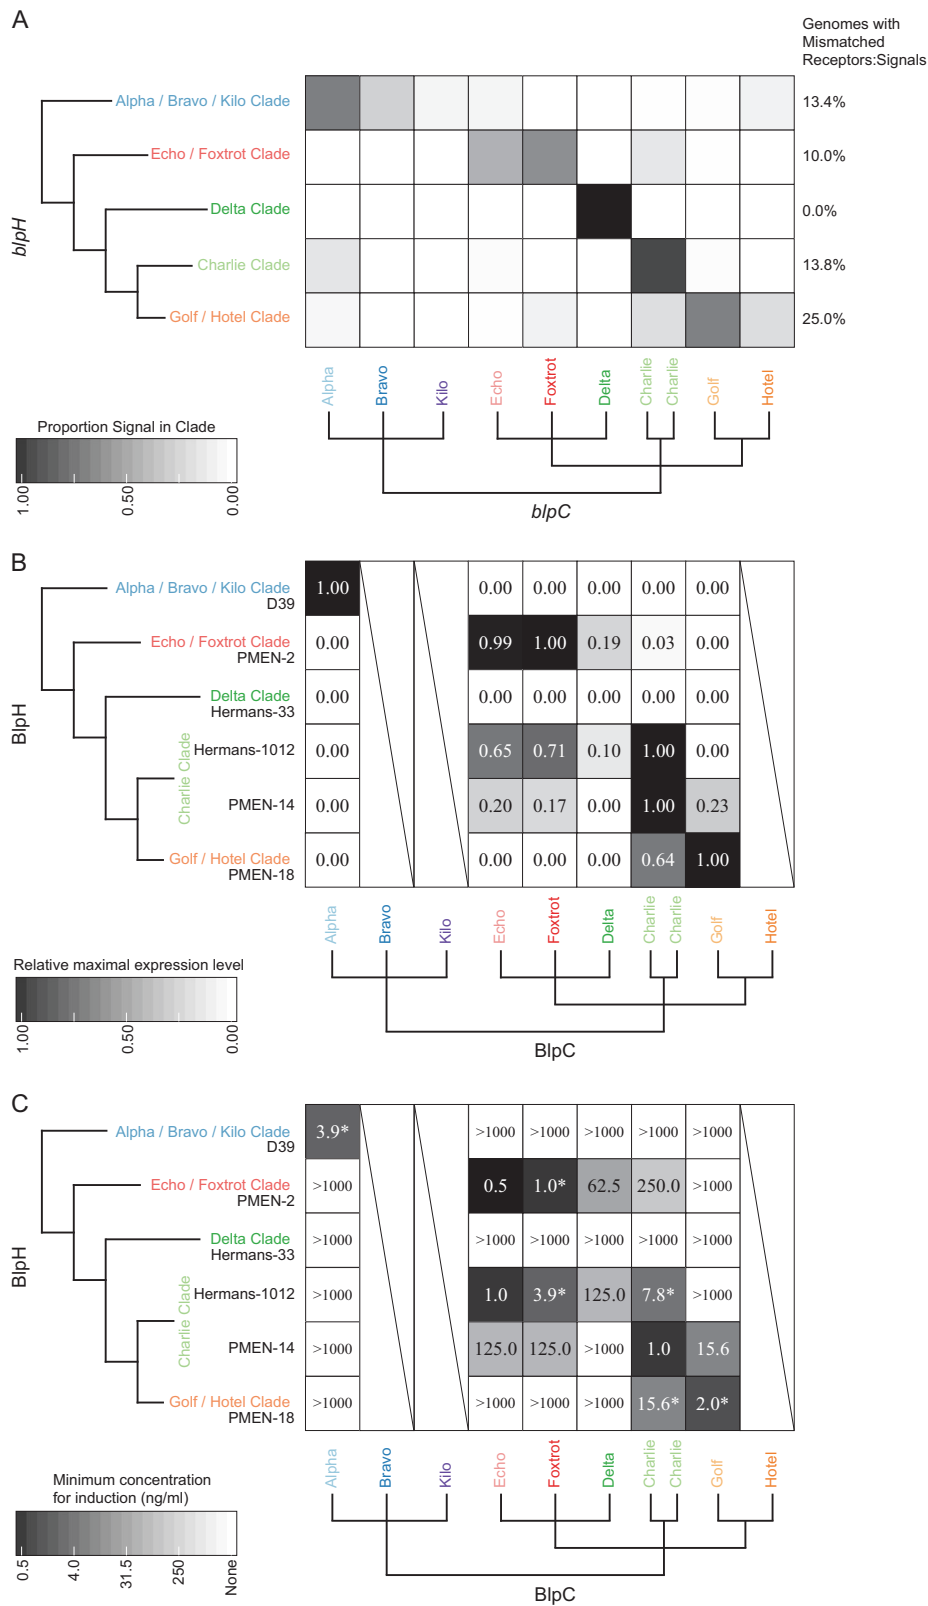 A
Genomes with
Mismatched
Receptors:Signals
blpH
Alpha / Bravo / Kilo Clade
13.4%
Echo / Foxtrot Clade
10.0%
Delta Clade
0.0%
Charlie Clade
13.8%
Golf / Hotel Clade
25.0%
Alpha
Bravo
Kilo
Echo
Foxtrot
Delta
Charlie
Charlie
Golf
Hotel
blpC
Proportion Signal in Clade
1.00
0.50
0.00
B
BlpH
Alpha / Bravo / Kilo Clade
D39
1.00 0.00 0.00 0.00 0.00 0.00
Echo / Foxtrot Clade
PMEN-2
0.00 0.99 1.00 0.19 0.03 0.00
Delta Clade
Hermans-33
0.00 0.00 0.00 0.00 0.00 0.00
Charlie Clade
Hermans-1012
0.00 0.65 0.71 0.10 1.00 0.00
PMEN-14
0.00 0.20 0.17 0.00 1.00 0.23
Golf / Hotel Clade
PMEN-18
0.00 0.00 0.00 0.00 0.64 1.00
Alpha
Bravo
Kilo
Echo
Foxtrot
Delta
Charlie
Charlie
Golf
Hotel
BlpC
Relative maximal expression level
1.00
0.50
0.00
C
BlpH
Alpha / Bravo / Kilo Clade
D39
3.9* >1000 >1000 >1000 >1000 >1000
Echo / Foxtrot Clade
PMEN-2
>1000 0.5 1.0* 62.5 250.0 >1000
Delta Clade
Hermans-33
>1000 >1000 >1000 >1000 >1000 >1000
Charlie Clade
Hermans-1012
>1000 1.0 3.9* 125.0 7.8* >1000
PMEN-14
>1000 125.0 125.0 >1000 1.0 15.6
Golf / Hotel Clade
PMEN-18
>1000 >1000 >1000 >1000 15.6* 2.0*
Alpha
Bravo
Kilo
Echo
Foxtrot
Delta
Charlie
Charlie
Golf
Hotel
BlpC
Minimum concentration
for induction (ng/ml)
0.5
4.0
31.5
250
None